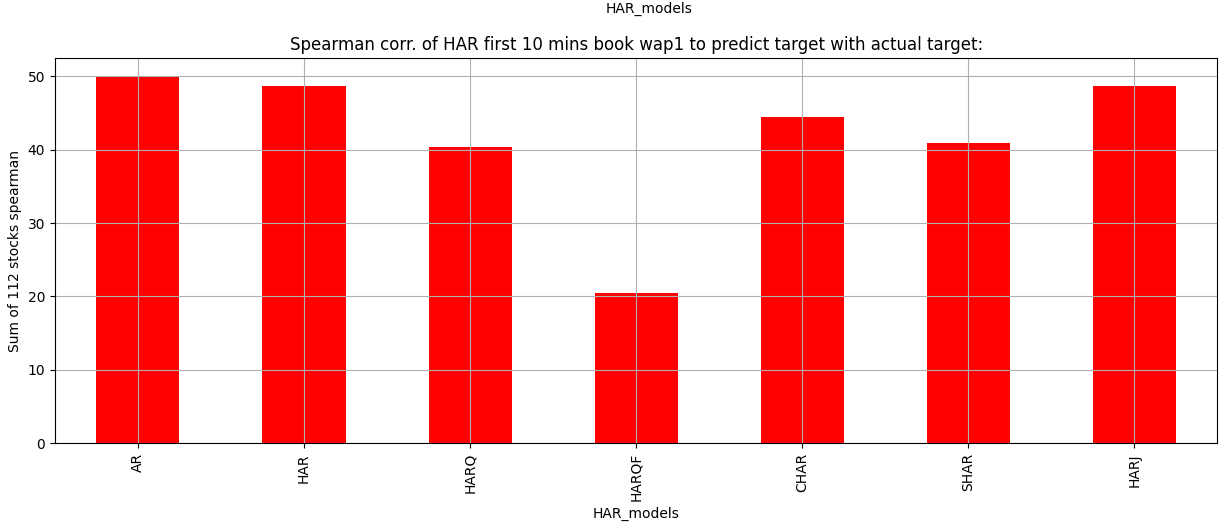 HAR_models
Spearman corr. of HAR first 10 mins book wap1 to predict target with actual target:
Sum of 112 stocks spearman
50
40
30
20
10
0
AR
HAR
HARQ
HARQF
CHAR
SHAR
HARJ
HAR_models